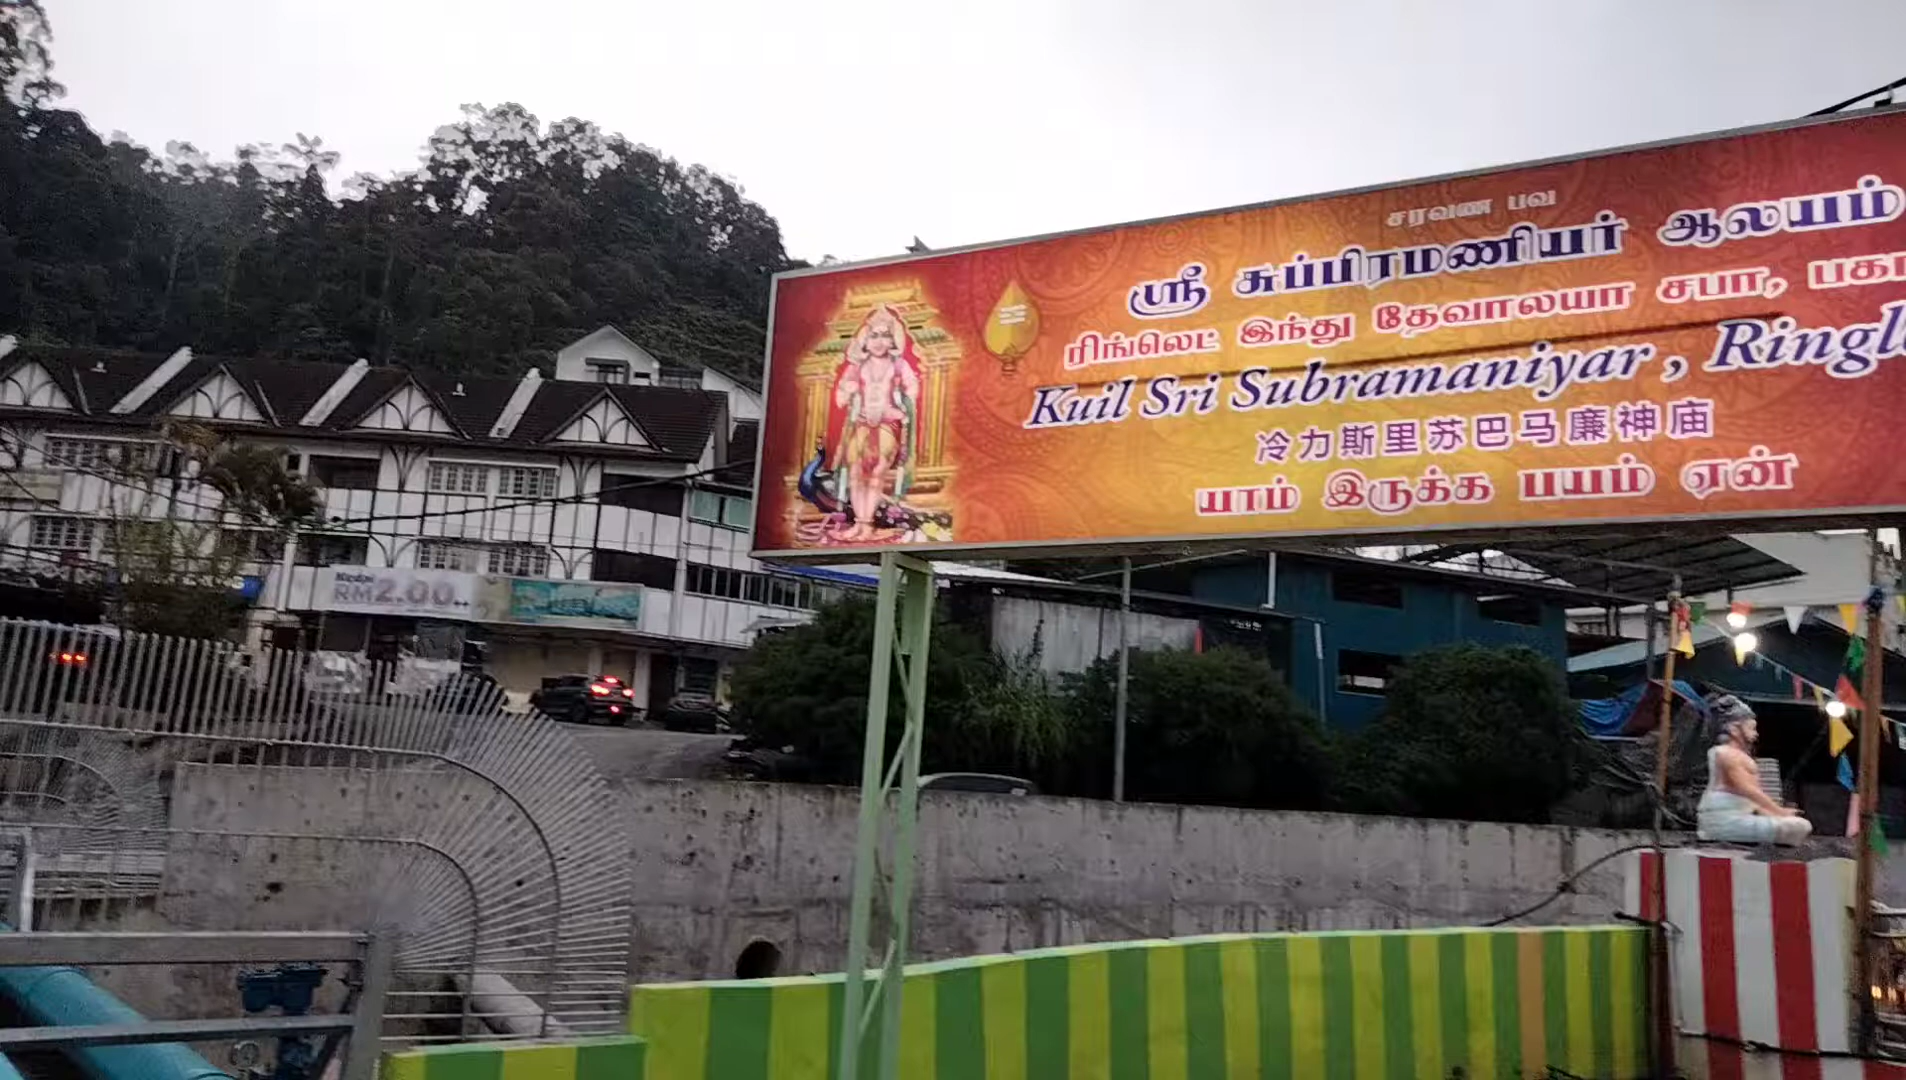 சரவண பவ
ஸ்ரீ சுப்பிரமணியர் ஆலயம்
ரிங்லெட் இந்து தேவாலயா சபா, பகா
Kuil Sri Subramaniyar , Ringl
冷力斯里苏巴马廉神庙
யாம் இருக்க பயம் ஏன்
RM2.00